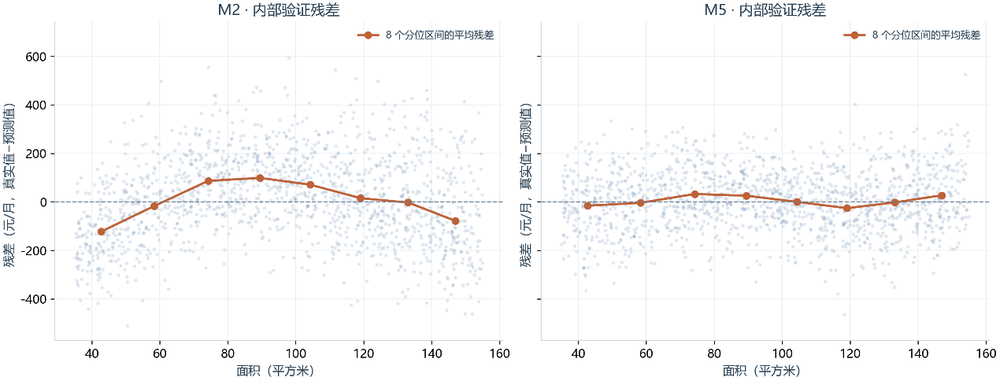 M2 · 内部验证残差
8 个分位区间的平均残差
600
400
200
0
-200
-400
残差（元/月，真实值−预测值）
40
60
80
100
120
140
160
面积（平方米）
M5 · 内部验证残差
8 个分位区间的平均残差
残差（元/月，真实值−预测值）
40
60
80
100
120
140
160
面积（平方米）